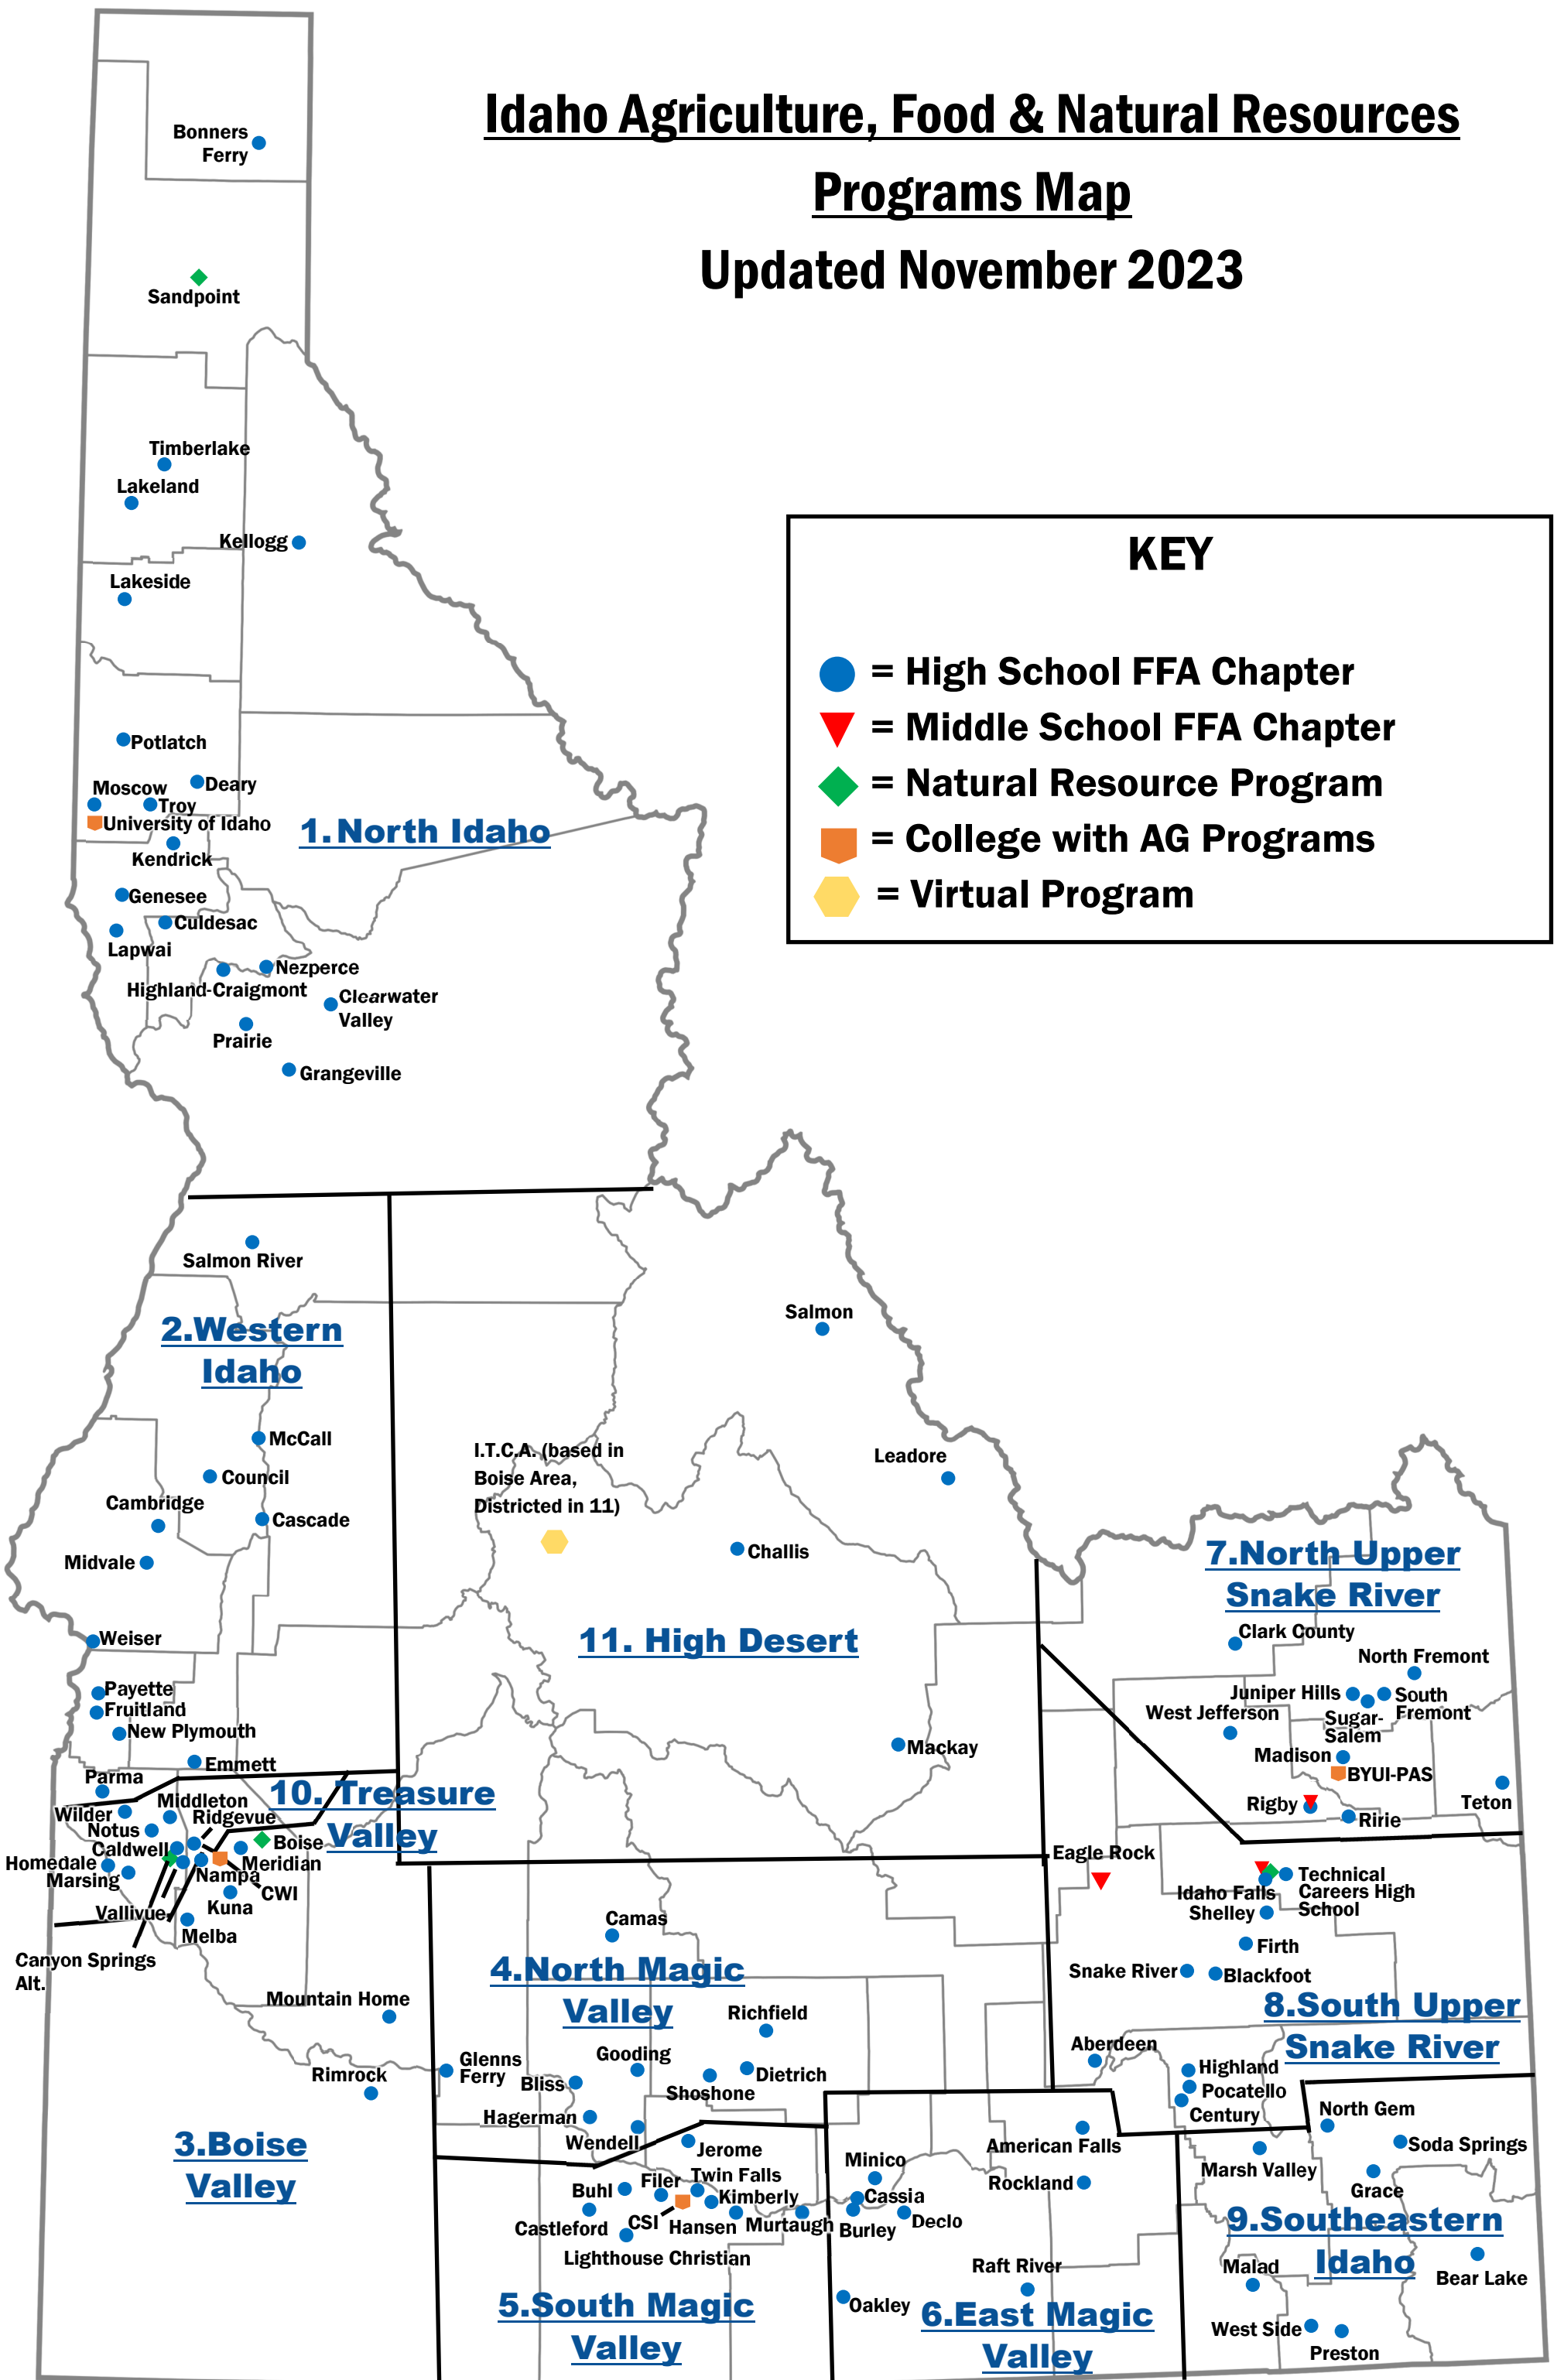 Idaho Agriculture, Food & Natural Resources
Programs Map
Updated November 2023
Bonners
Ferry
Sandpoint
Timberlake
Lakeland
Kellogg
Lakeside
KEY
= High School FFA Chapter
= Middle School FFA Chapter
= Natural Resource Program
= College with AG Programs
= Virtual Program
Potlatch
Deary
Moscow
Troy
University of Idaho
1. North Idaho
Kendrick
Genesee
Culdesac
Lapwai
Nezperce
Highland-Craigmont
Clearwater
Valley
Prairie
Grangeville
Salmon River
2.Western
Idaho
McCall
Council
Cambridge
Cascade
Midvale
Weiser
Payette
Fruitland
New Plymouth
Emmett
Salmon
Leadore
I.T.C.A. (based in
Boise Area,
Districted in 11)
Challis
11. High Desert
Mackay
7.North Upper
Snake River
Clark County
North Fremont
Juniper Hills
South
Fremont
West Jefferson
Sugar-
Salem
Madison
BYUI-PAS
Teton
Rigby
Ririe
Parma
10. Treasure
Valley
Wilder
Middleton
Ridgevue
Notus
Caldwell
Boise
Homedale
Meridian
Marsing
Nampa
CWI
Kuna
Vallivue
Melba
Canyon Springs
Alt.
Mountain Home
Rimrock
3.Boise
Valley
Eagle Rock
Idaho Falls
Technical
Careers High
School
Shelley
Firth
Snake River
Blackfoot
8.South Upper
Snake River
Aberdeen
Highland
Pocatello
Century
Camas
4.North Magic
Valley
Richfield
Glenns
Ferry
Gooding
Bliss
Dietrich
Shoshone
Hagerman
Wendell
Jerome
Buhl
Filer
Twin Falls
Kimberly
Castleford
CSI
Hansen
Murtaugh
Lighthouse Christian
5.South Magic
Valley
American Falls
Minico
Rockland
Cassia
Burley
Declo
Raft River
Oakley
6.East Magic
Valley
North Gem
Soda Springs
Marsh Valley
Grace
9.Southeastern
Idaho
Malad
Bear Lake
West Side
Preston